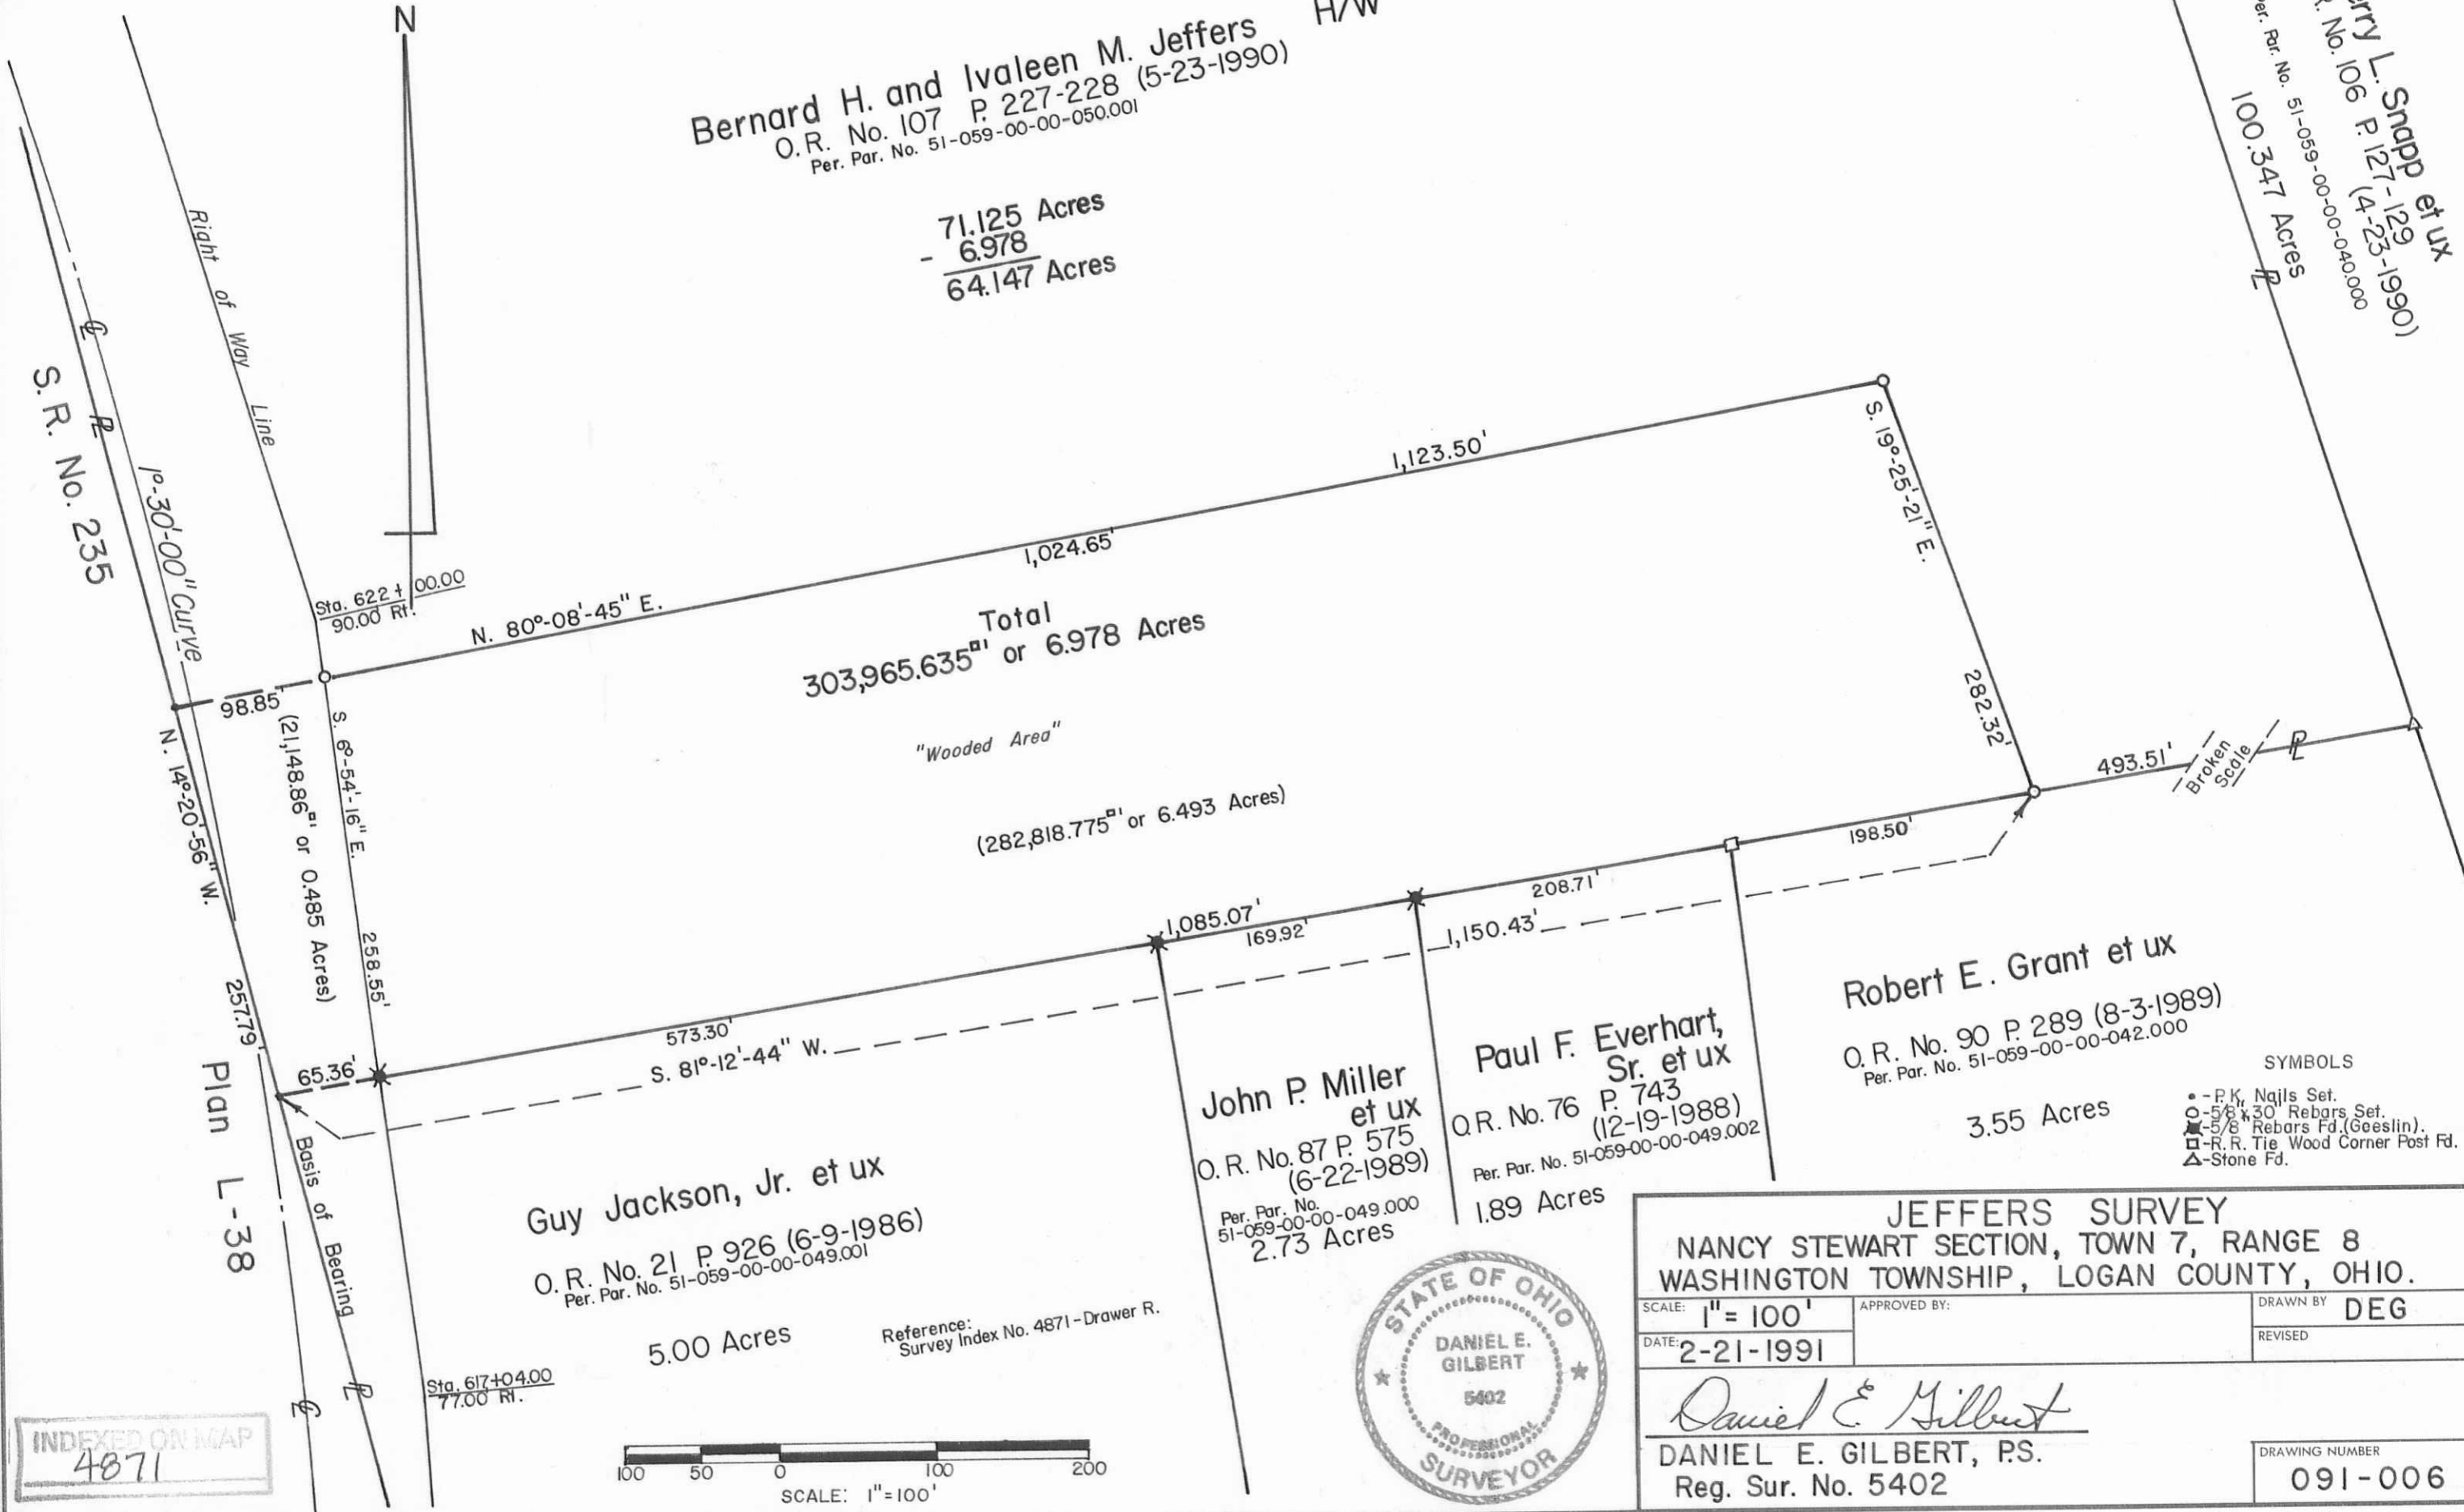 N
H/W
Bernard H. and Ivaleen M. Jeffers
O.R. No. 107 P. 227-228 (5-23-1990)
Per. Par. No. 51-059-00-00-050.001
71.125 Acres
- 6.978
64.147 Acres
erry L. Snapp et ux
R. No. 106 P. 127-129
(4-23-1990)
Per. Par. No. 51-059-00-00-040.000
100.347 Acres
PL
Right of Way Line
CL
PL
S.R. No. 235
1°-30'-00" Curve
Sta. 622+00.00
90.00 Rt.
N. 80°-08'-45" E.
1,024.65'
1,123.50'
S. 19°-25'-21" E.
282.32'
Total
303,965.635□' or 6.978 Acres
"Wooded Area"
(282,818.775□' or 6.493 Acres)
98.85'
(21,148.86□' or 0.485 Acres)
S. 6°-54'-16" E.
258.55'
N. 14°-20'-56" W.
257.79'
65.36'
573.30'
S. 81°-12'-44" W.
1,085.07'
169.92'
208.71'
1,150.43'
198.50'
493.51'
Broken
Scale
PL
Plan L-38
Basis of Bearing
PL
CL
Sta. 617+04.00
77.00 Rt.
Guy Jackson, Jr. et ux
O.R. No. 21 P. 926 (6-9-1986)
Per. Par. No. 51-059-00-00-049.001
5.00 Acres
Reference:
Survey Index No. 4871-Drawer R.
John P. Miller
et ux
O.R. No. 87 P. 575
(6-22-1989)
Per. Par. No.
51-059-00-00-049.000
2.73 Acres
Paul F. Everhart,
Sr. et ux
O.R. No. 76 P. 743
(12-19-1988)
Per. Par. No. 51-059-00-00-049.002
1.89 Acres
Robert E. Grant et ux
O.R. No. 90 P. 289 (8-3-1989)
Per. Par. No. 51-059-00-00-042.000
3.55 Acres
SYMBOLS
•-P.K. Nails Set.
O-5/8"x30" Rebars Set.
-5/8" Rebars Fd.(Goeslin).
□-R.R. Tie Wood Corner Post Fd.
△-Stone Fd.
INDEXED ON MAP
4871
100 50 0 100 200
SCALE: 1"=100'
STATE OF OHIO
DANIEL E.
GILBERT
5402
PROFESSIONAL
SURVEYOR
JEFFERS SURVEY
NANCY STEWART SECTION, TOWN 7, RANGE 8
WASHINGTON TOWNSHIP, LOGAN COUNTY, OHIO.
SCALE: 1"=100'
APPROVED BY:
DRAWN BY DEG
DATE: 2-21-1991
REVISED
Daniel E. Gilbert
DANIEL E. GILBERT, P.S.
Reg. Sur. No. 5402
DRAWING NUMBER
091-006